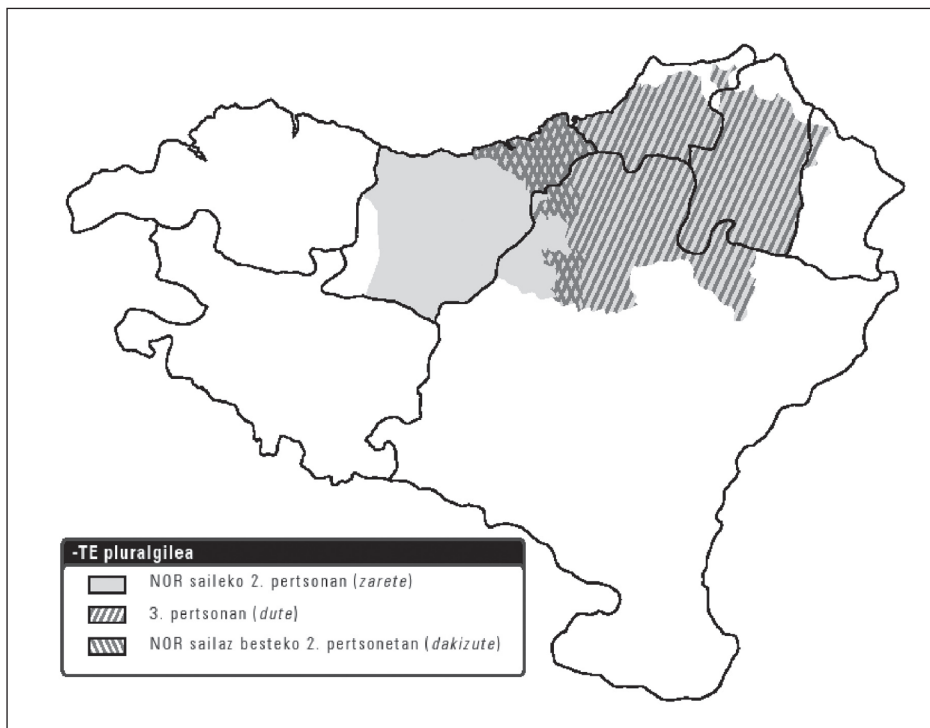 -TE pluralgilea
NOR saileko 2. pertsonan (zarete)
3. pertsonan (dute)
NOR sailaz besteko 2. pertsonetan (dakizute)